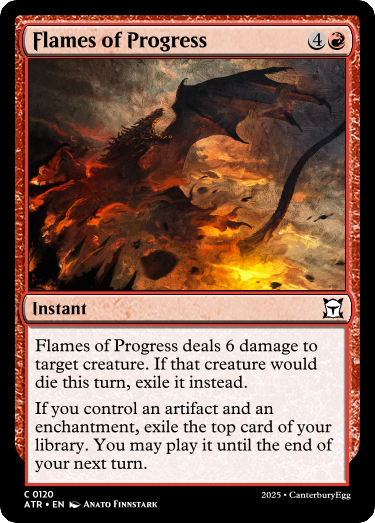 Flames of Progress 4
Instant
Flames of Progress deals 6 damage to
target creature. If that creature would
die this turn, exile it instead.
If you control an artifact and an
enchantment, exile the top card of your
library. You may play it until the end of
your next turn.
C 0120
ATR • EN Anato Finnstark
2025 • CanterburyEgg